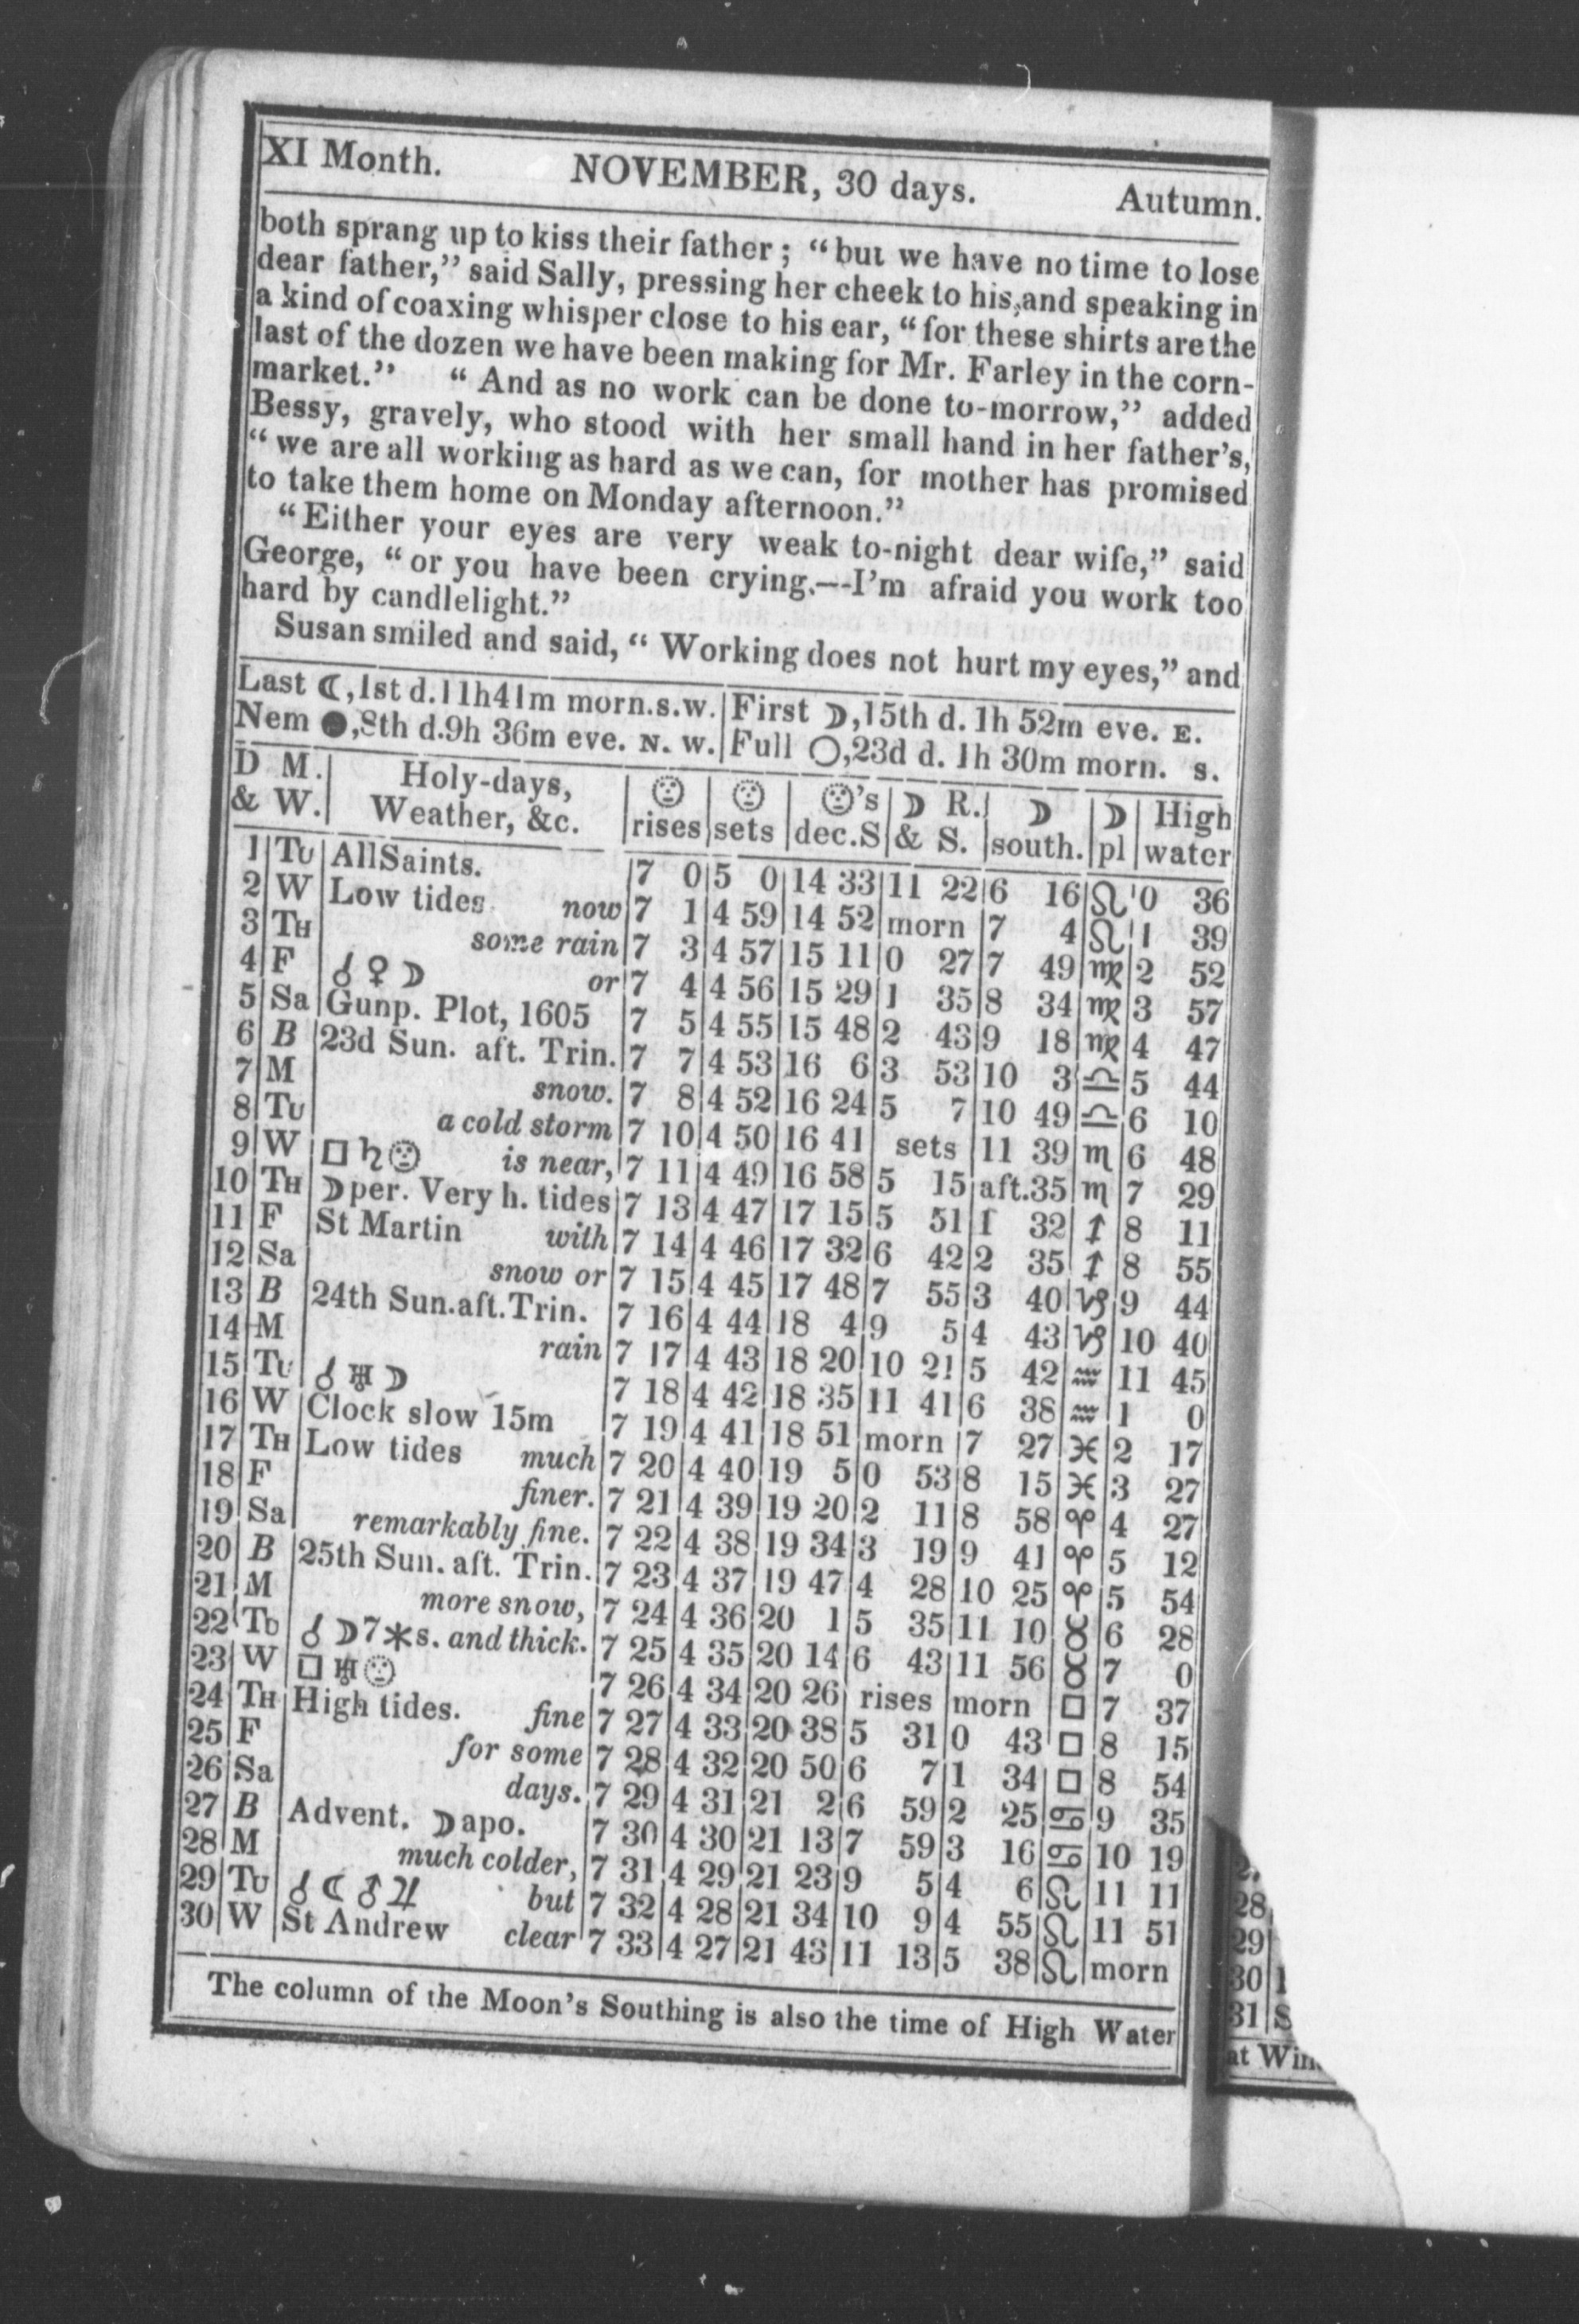 XI Month. NOVEMBER, 30 days. Autumn.
both sprang up to kiss their father; “but we have no time to lose
dear father,” said Sally, pressing her cheek to his, and speaking in
a kind of coaxing whisper close to his ear, “for these shirts are the
last of the dozen we have been making for Mr. Farley in the corn-
market.” “And as no work can be done to-morrow,” added
Bessy, gravely, who stood with her small hand in her father’s,
“we are all working as hard as we can, for mother has promised
to take them home on Monday afternoon.”
“Either your eyes are very weak to-night dear wife,” said
George, “or you have been crying.—I’m afraid you work too
hard by candlelight.”
Susan smiled and said, “Working does not hurt my eyes,” and
Last ☾, 1st d. 11h 41m morn. s.w. | First ☽, 15th d. 1h 52m eve. E.
Nem ●, 8th d. 9h 36m eve. N. w. | Full ○, 23d d. 1h 30m morn. s.
D M. | Holy-days, | ☉ | ☉ | ☉’s | ☽ R. | ☽ | ☽ | High
& W. | Weather, &c. | rises | sets | dec.S | & S. | south. | pl | water
1 | Tu | All Saints. | 7 0 | 5 0 | 14 33 | 11 22 | 6 16 | ♌ | 0 36
2 | W | Low tides now | 7 1 | 4 59 | 14 52 | morn | 7 4 | ♌ | 1 39
3 | Th | some rain | 7 3 | 4 57 | 15 11 | 0 27 | 7 49 | ♍ | 2 52
4 | F | ☌ ♀ ☽ or | 7 4 | 4 56 | 15 29 | 1 35 | 8 34 | ♍ | 3 57
5 | Sa | Gunp. Plot, 1605 | 7 5 | 4 55 | 15 48 | 2 43 | 9 18 | ♍ | 4 47
6 | B | 23d Sun. aft. Trin. | 7 7 | 4 53 | 16 6 | 3 53 | 10 3 | ♎ | 5 44
7 | M | snow. | 7 8 | 4 52 | 16 24 | 5 7 | 10 49 | ♎ | 6 10
8 | Tu | a cold storm | 7 10 | 4 50 | 16 41 | sets | 11 39 | ♏ | 6 48
9 | W | □ ♄ ☉ is near, | 7 11 | 4 49 | 16 58 | 5 15 | aft.35 | ♏ | 7 29
10 | Th | ☽ per. Very h. tides | 7 13 | 4 47 | 17 15 | 5 51 | 1 32 | ♐ | 8 11
11 | F | St Martin with | 7 14 | 4 46 | 17 32 | 6 42 | 2 35 | ♐ | 8 55
12 | Sa | snow or | 7 15 | 4 45 | 17 48 | 7 55 | 3 40 | ♑ | 9 44
13 | B | 24th Sun. aft. Trin. | 7 16 | 4 44 | 18 4 | 9 5 | 4 43 | ♑ | 10 40
14 | M | rain | 7 17 | 4 43 | 18 20 | 10 21 | 5 42 | ♒ | 11 45
15 | Tu | ☌ ♅ ☽ | 7 18 | 4 42 | 18 35 | 11 41 | 6 38 | ♒ | 1 0
16 | W | Clock slow 15m | 7 19 | 4 41 | 18 51 | morn | 7 27 | ♓ | 2 17
17 | Th | Low tides much | 7 20 | 4 40 | 19 5 | 0 53 | 8 15 | ♓ | 3 27
18 | F | finer. | 7 21 | 4 39 | 19 20 | 2 11 | 8 58 | ♈ | 4 27
19 | Sa | remarkably fine. | 7 22 | 4 38 | 19 34 | 3 19 | 9 41 | ♈ | 5 12
20 | B | 25th Sun. aft. Trin. | 7 23 | 4 37 | 19 47 | 4 28 | 10 25 | ♈ | 5 54
21 | M | more snow, | 7 24 | 4 36 | 20 1 | 5 35 | 11 10 | ♉ | 6 28
22 | Tu | ☌ ☽ 7✱s. and thick. | 7 25 | 4 35 | 20 14 | 6 43 | 11 56 | ♉ | 7 0
23 | W | □ ♅ ☉ | 7 26 | 4 34 | 20 26 | rises | morn | □ | 7 37
24 | Th | High tides. fine | 7 27 | 4 33 | 20 38 | 5 31 | 0 43 | □ | 8 15
25 | F | for some | 7 28 | 4 32 | 20 50 | 6 7 | 1 34 | □ | 8 54
26 | Sa | days. | 7 29 | 4 31 | 21 2 | 6 59 | 2 25 | ♋ | 9 35
27 | B | Advent. ☽ apo. | 7 30 | 4 30 | 21 13 | 7 59 | 3 16 | ♋ | 10 19
28 | M | much colder, | 7 31 | 4 29 | 21 23 | 9 5 | 4 6 | ♌ | 11 11
29 | Tu | ☌ ☾ ♂ ♃ but | 7 32 | 4 28 | 21 34 | 10 9 | 4 55 | ♌ | 11 51
30 | W | St Andrew clear | 7 33 | 4 27 | 21 43 | 11 13 | 5 38 | ♌ | morn
The column of the Moon’s Southing is also the time of High Water
28
29
30
31 S
at